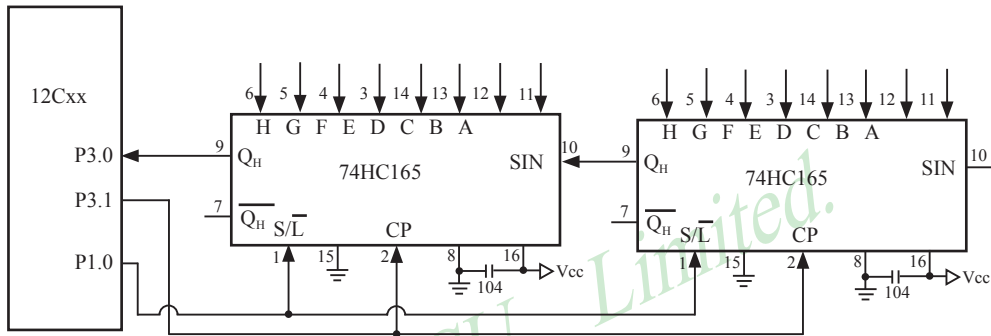 12Cxx
P3.0
P3.1
P1.0
6 5 4 3 14 13 12 11
H G F E D C B A
9 QH 74HC165 SIN 10
7 QH
S/L CP
1 15 2 8 16
104 Vcc
6 5 4 3 14 13 12 11
H G F E D C B A
9 QH 74HC165 SIN 10
7 QH
S/L CP
1 15 2 8 16
104 Vcc
Limited.